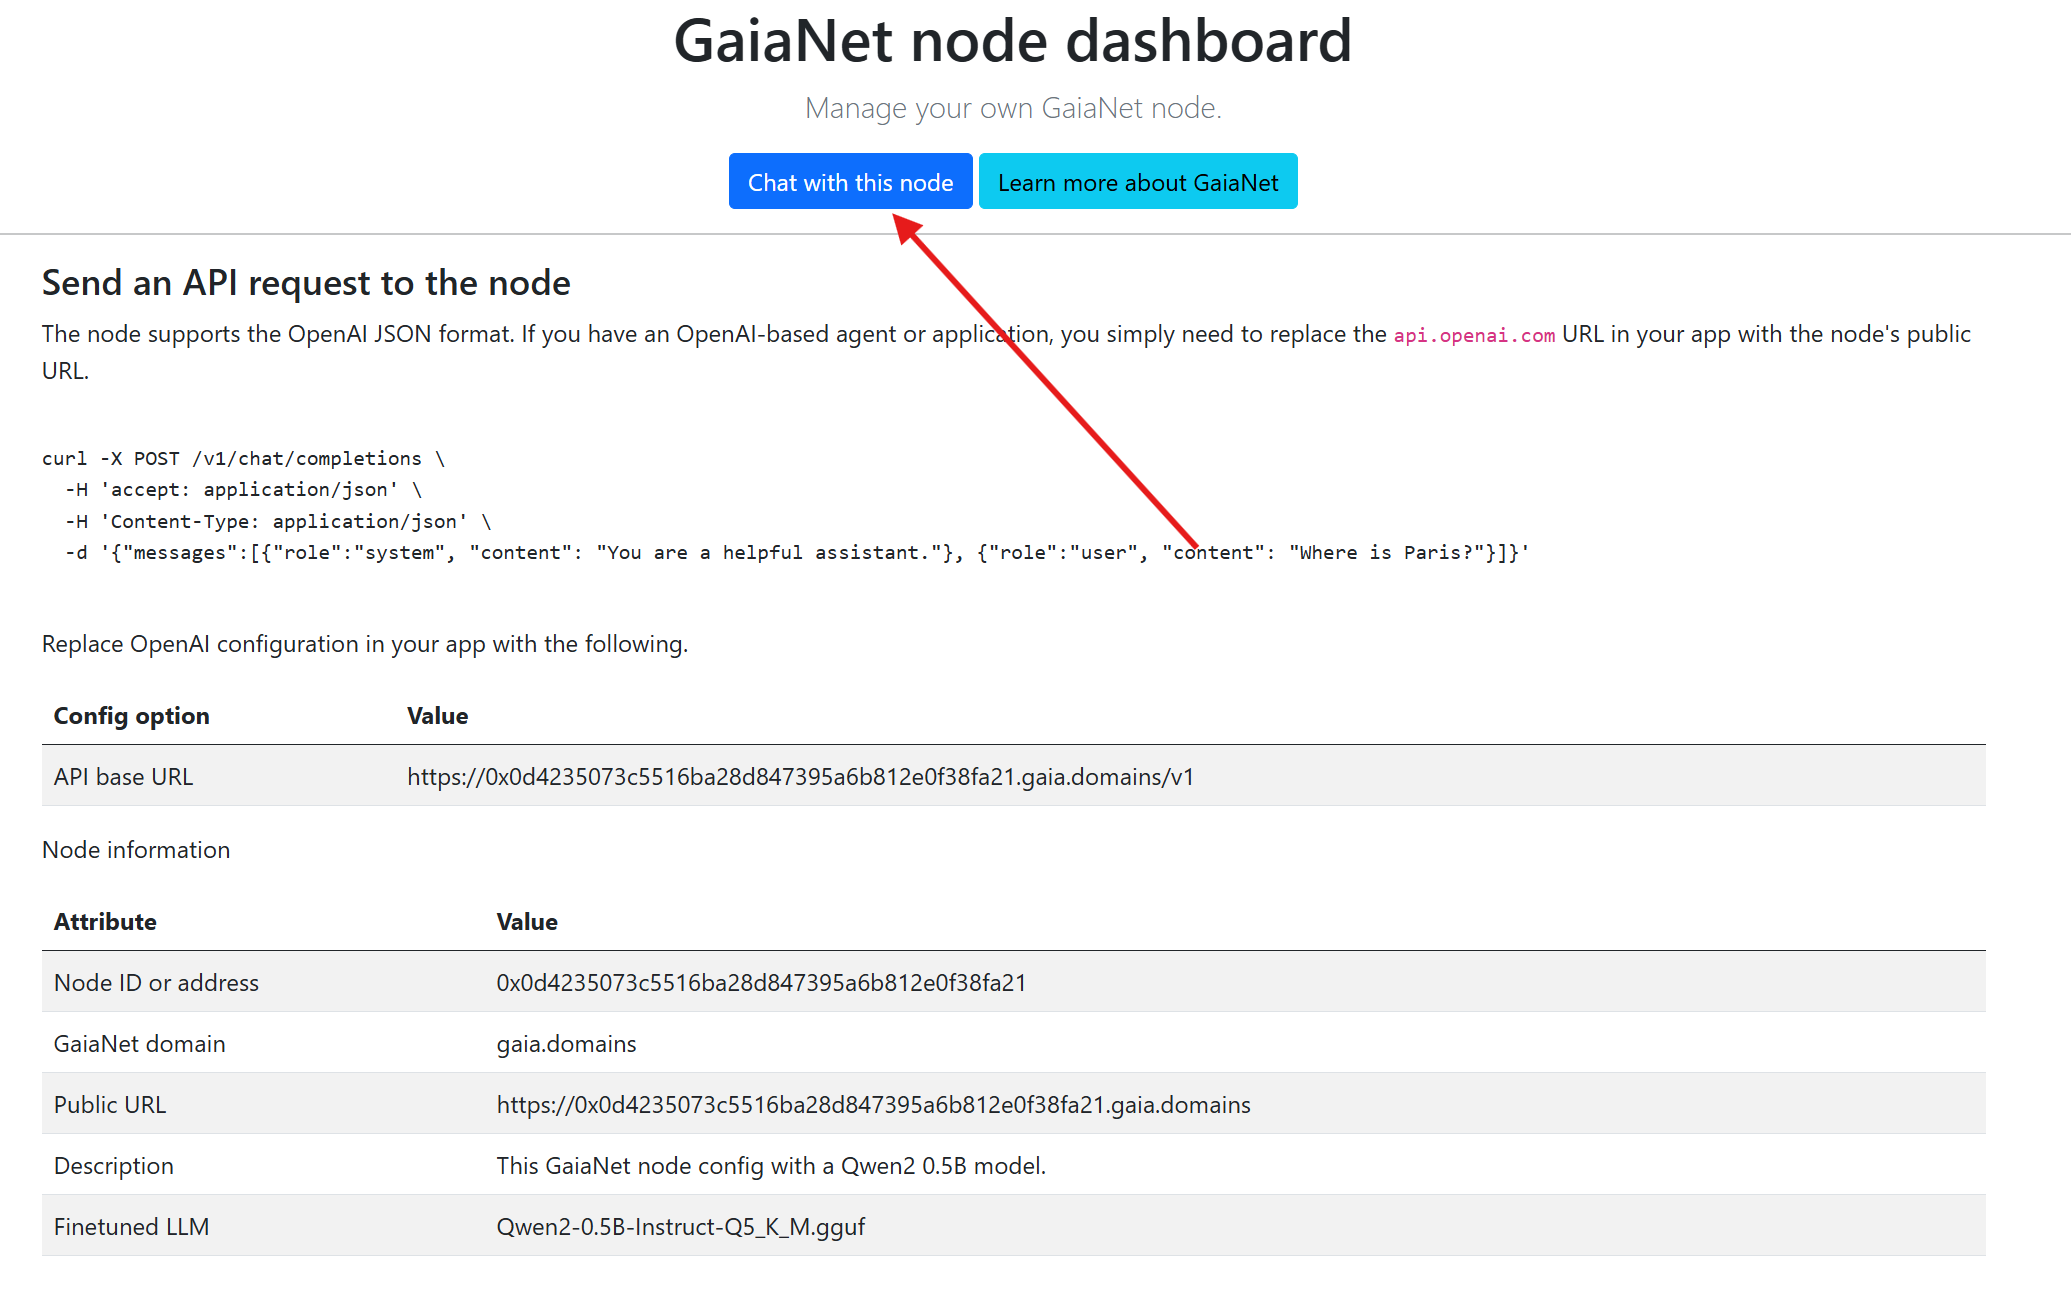 GaiaNet node dashboard
Manage your own GaiaNet node.
Chat with this node
Learn more about GaiaNet
Send an API request to the node
The node supports the OpenAI JSON format. If you have an OpenAI-based agent or application, you simply need to replace the api.openai.com URL in your app with the node's public
URL.
curl -X POST /v1/chat/completions \
  -H 'accept: application/json' \
  -H 'Content-Type: application/json' \
  -d '{"messages":[{"role":"system", "content": "You are a helpful assistant."}, {"role":"user", "content": "Where is Paris?"}]}'
Replace OpenAI configuration in your app with the following.
Config option Value
API base URL https://0x0d4235073c5516ba28d847395a6b812e0f38fa21.gaia.domains/v1
Node information
Attribute Value
Node ID or address 0x0d4235073c5516ba28d847395a6b812e0f38fa21
GaiaNet domain gaia.domains
Public URL https://0x0d4235073c5516ba28d847395a6b812e0f38fa21.gaia.domains
Description This GaiaNet node config with a Qwen2 0.5B model.
Finetuned LLM Qwen2-0.5B-Instruct-Q5_K_M.gguf